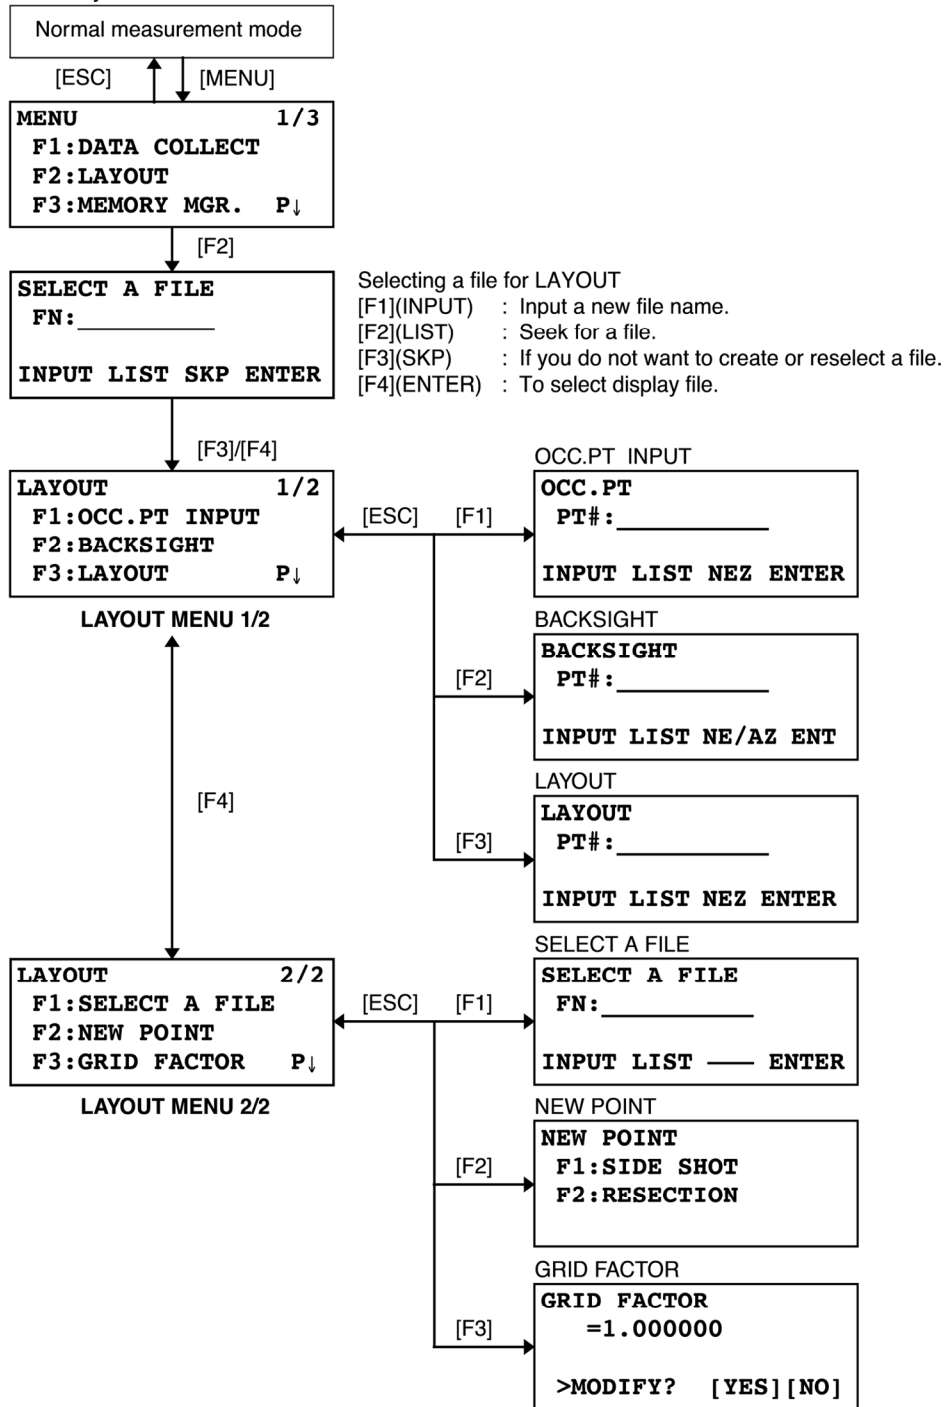 Normal measurement mode
[ESC] [MENU]
MENU 1/3
F1:DATA COLLECT
F2:LAYOUT
F3:MEMORY MGR. P↓
[F2]
SELECT A FILE
FN:__________
INPUT LIST SKP ENTER
Selecting a file for LAYOUT
[F1](INPUT) : Input a new file name.
[F2](LIST) : Seek for a file.
[F3](SKP) : If you do not want to create or reselect a file.
[F4](ENTER) : To select display file.
[F3]/[F4]
LAYOUT 1/2
F1:OCC.PT INPUT
F2:BACKSIGHT
F3:LAYOUT P↓
LAYOUT MENU 1/2
[ESC] [F1]
OCC.PT INPUT
OCC.PT
PT#:__________
INPUT LIST NEZ ENTER
[F2]
BACKSIGHT
BACKSIGHT
PT#:__________
INPUT LIST NE/AZ ENT
[F3]
LAYOUT
LAYOUT
PT#:__________
INPUT LIST NEZ ENTER
[F4]
LAYOUT 2/2
F1:SELECT A FILE
F2:NEW POINT
F3:GRID FACTOR P↓
LAYOUT MENU 2/2
[ESC] [F1]
SELECT A FILE
SELECT A FILE
FN:__________
INPUT LIST —— ENTER
[F2]
NEW POINT
NEW POINT
F1:SIDE SHOT
F2:RESECTION
[F3]
GRID FACTOR
GRID FACTOR
=1.000000
>MODIFY? [YES][NO]